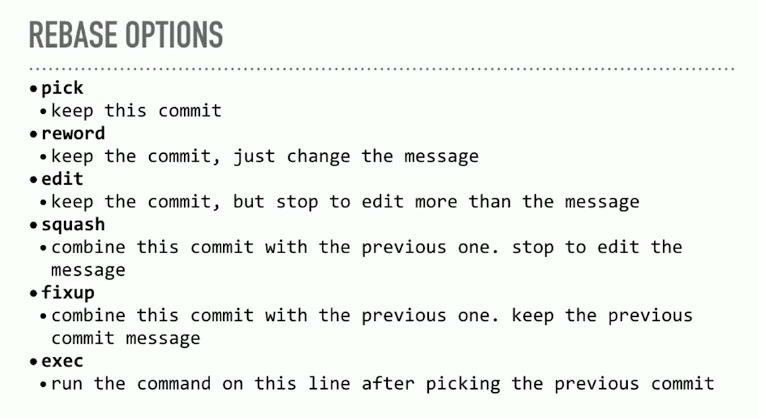 REBASE OPTIONS
•pick
•keep this commit
•reword
•keep the commit, just change the message
•edit
•keep the commit, but stop to edit more than the message
•squash
•combine this commit with the previous one. stop to edit the
message
•fixup
•combine this commit with the previous one. keep the previous
commit message
•exec
•run the command on this line after picking the previous commit